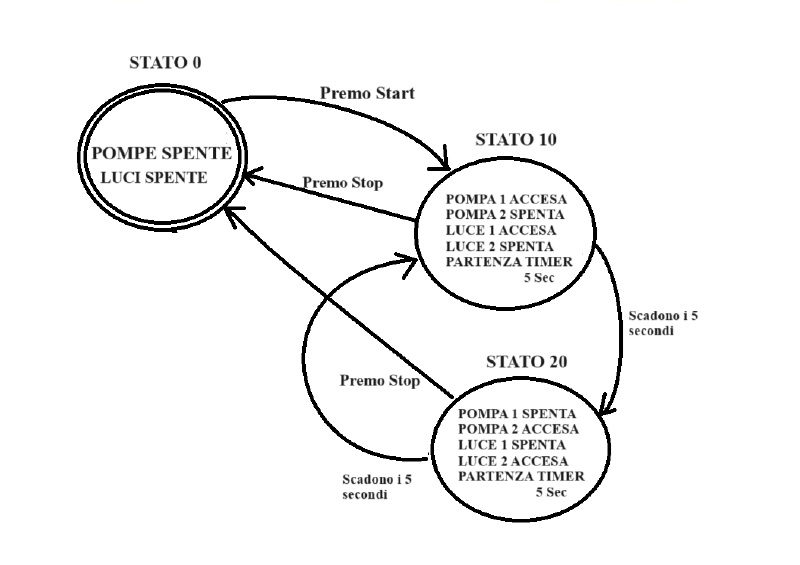 STATO 0
Premo Start
POMPE SPENTE
LUCI SPENTE
STATO 10
Premo Stop
POMPA 1 ACCESA
POMPA 2 SPENTA
LUCE 1 ACCESA
LUCE 2 SPENTA
PARTENZA TIMER
5 Sec
Scadono i 5
secondi
STATO 20
Premo Stop
POMPA 1 SPENTA
POMPA 2 ACCESA
LUCE 1 SPENTA
LUCE 2 ACCESA
PARTENZA TIMER
5 Sec
Scadono i 5
secondi